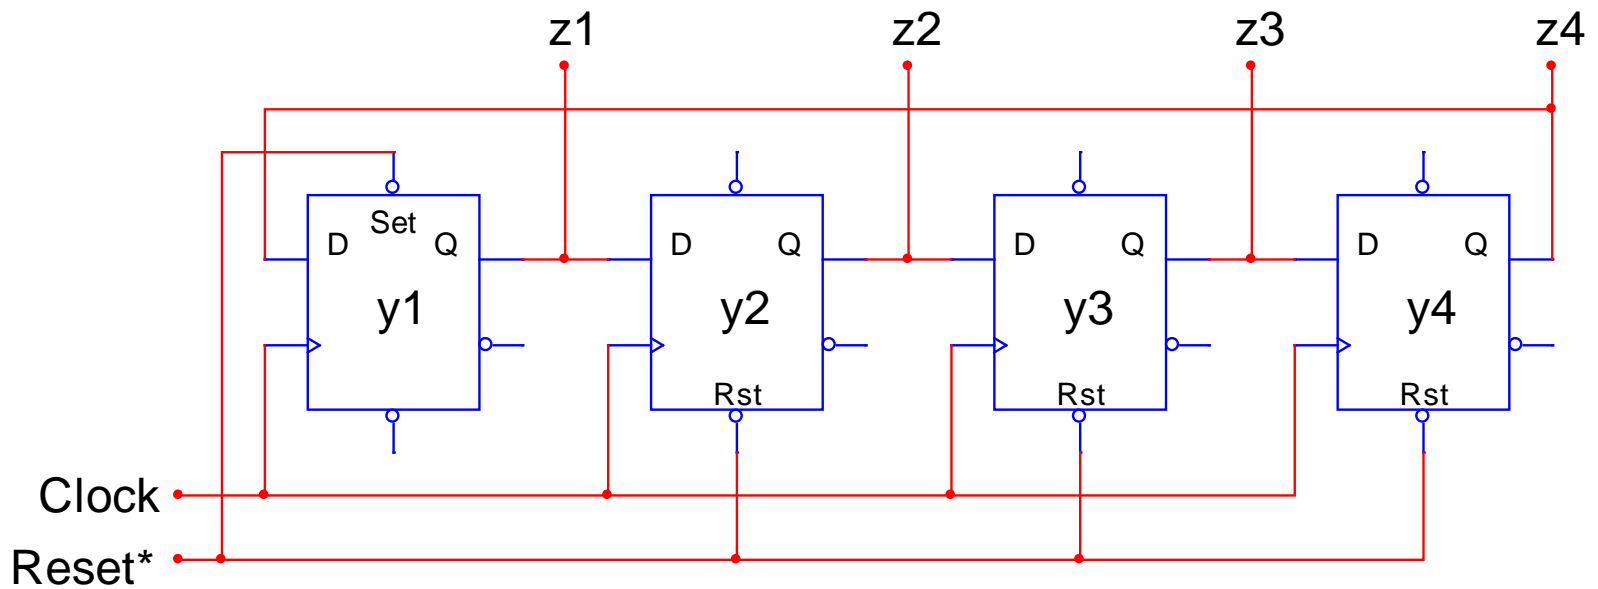 z1 z2 z3 z4
Set
D Q D Q D Q D Q
y1 y2 y3 y4
Rst Rst Rst
Clock
Reset*